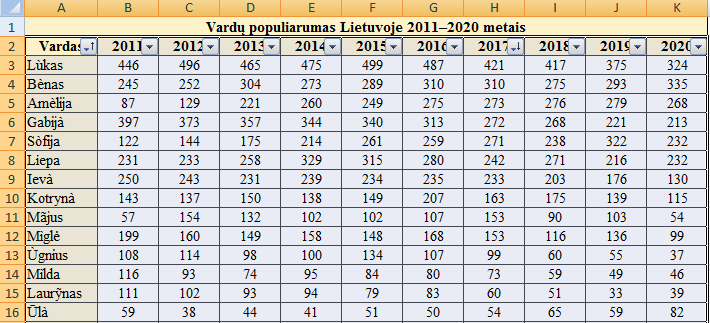 A B C D E F G H I J K
1 Vardų populiarumas Lietuvoje 2011–2020 metais
2 Vardas 2011 2012 2013 2014 2015 2016 2017 2018 2019 2020
3 Lùkas 446 496 465 475 499 487 421 417 375 324
4 Bènas 245 252 304 273 289 310 310 275 293 335
5 Amèlija 87 129 221 260 249 275 273 276 279 268
6 Gabijà 397 373 357 344 340 313 272 268 221 213
7 Sòfija 122 144 175 214 261 259 271 238 322 232
8 Liepa 231 233 258 329 315 280 242 271 216 232
9 Ievà 250 243 231 239 234 235 233 203 176 130
10 Kotrynà 143 137 150 138 149 207 163 175 139 115
11 Mãjus 57 154 132 102 102 107 153 90 103 54
12 Miglė 199 160 149 158 148 168 153 116 136 99
13 Ùgnius 108 114 98 100 134 107 99 60 55 37
14 Milda 116 93 74 95 84 80 73 59 49 46
15 Laurỹnas 111 102 93 94 79 83 60 51 33 39
16 Ūlà 59 38 44 41 51 50 54 65 59 82